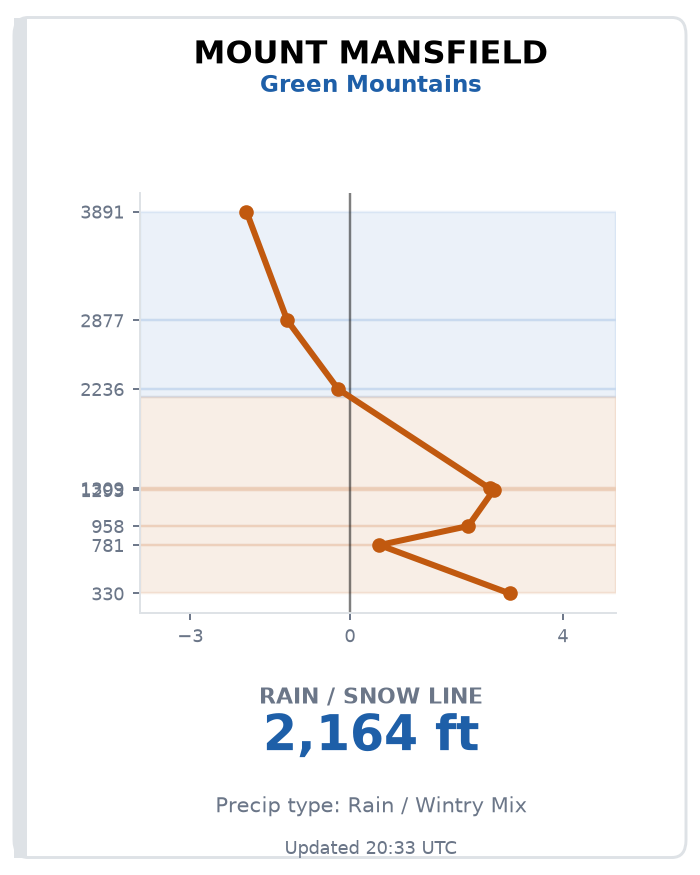 MOUNT MANSFIELD
Green Mountains
3891
2877
2236
958
781
330
−3 0 4
RAIN / SNOW LINE
2,164 ft
Precip type: Rain / Wintry Mix
Updated 20:33 UTC